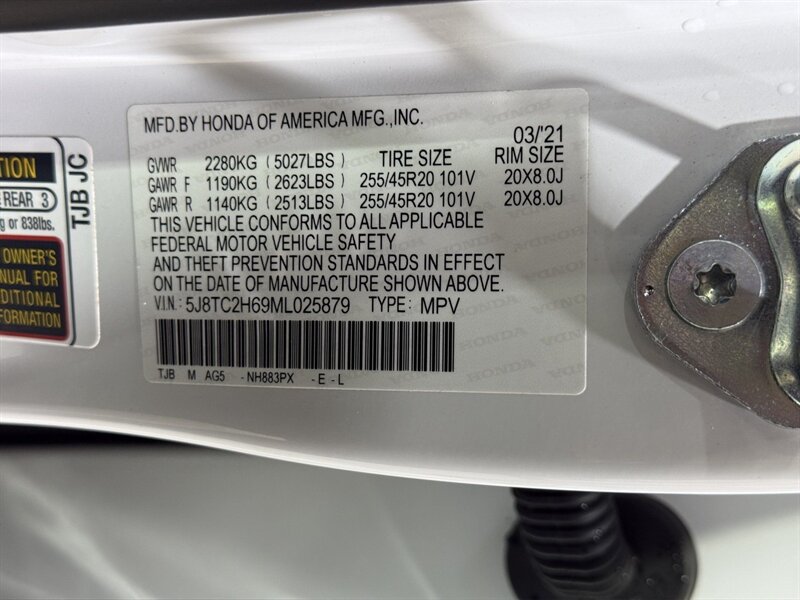 TION
REAR 3
g or 838lbs.
OWNER'S
NUAL FOR
DITIONAL
FORMATION
TJB JC
MFD.BY HONDA OF AMERICA MFG.,INC.
03/'21
GVWR 2280KG (5027LBS) TIRE SIZE RIM SIZE
GAWR F 1190KG (2623LBS) 255/45R20 101V 20X8.0J
GAWR R 1140KG (2513LBS) 255/45R20 101V 20X8.0J
THIS VEHICLE CONFORMS TO ALL APPLICABLE
FEDERAL MOTOR VEHICLE SAFETY
AND THEFT PREVENTION STANDARDS IN EFFECT
ON THE DATE OF MANUFACTURE SHOWN ABOVE.
V.I.N.: 5J8TC2H69ML025879 TYPE: MPV
TJB M AG5 -NH883PX -E-L